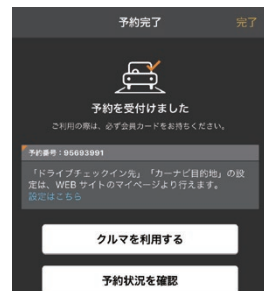 予約完了
完了
予約を受付けました
ご利用の際は、必ず会員カードをお持ちください。
予約番号:95693991
「ドライブチェックイン先」「カーナビ目的地」の設
定は、WEB サイトのマイページより行えます。
設定はこちら
クルマを利用する
予約状況を確認